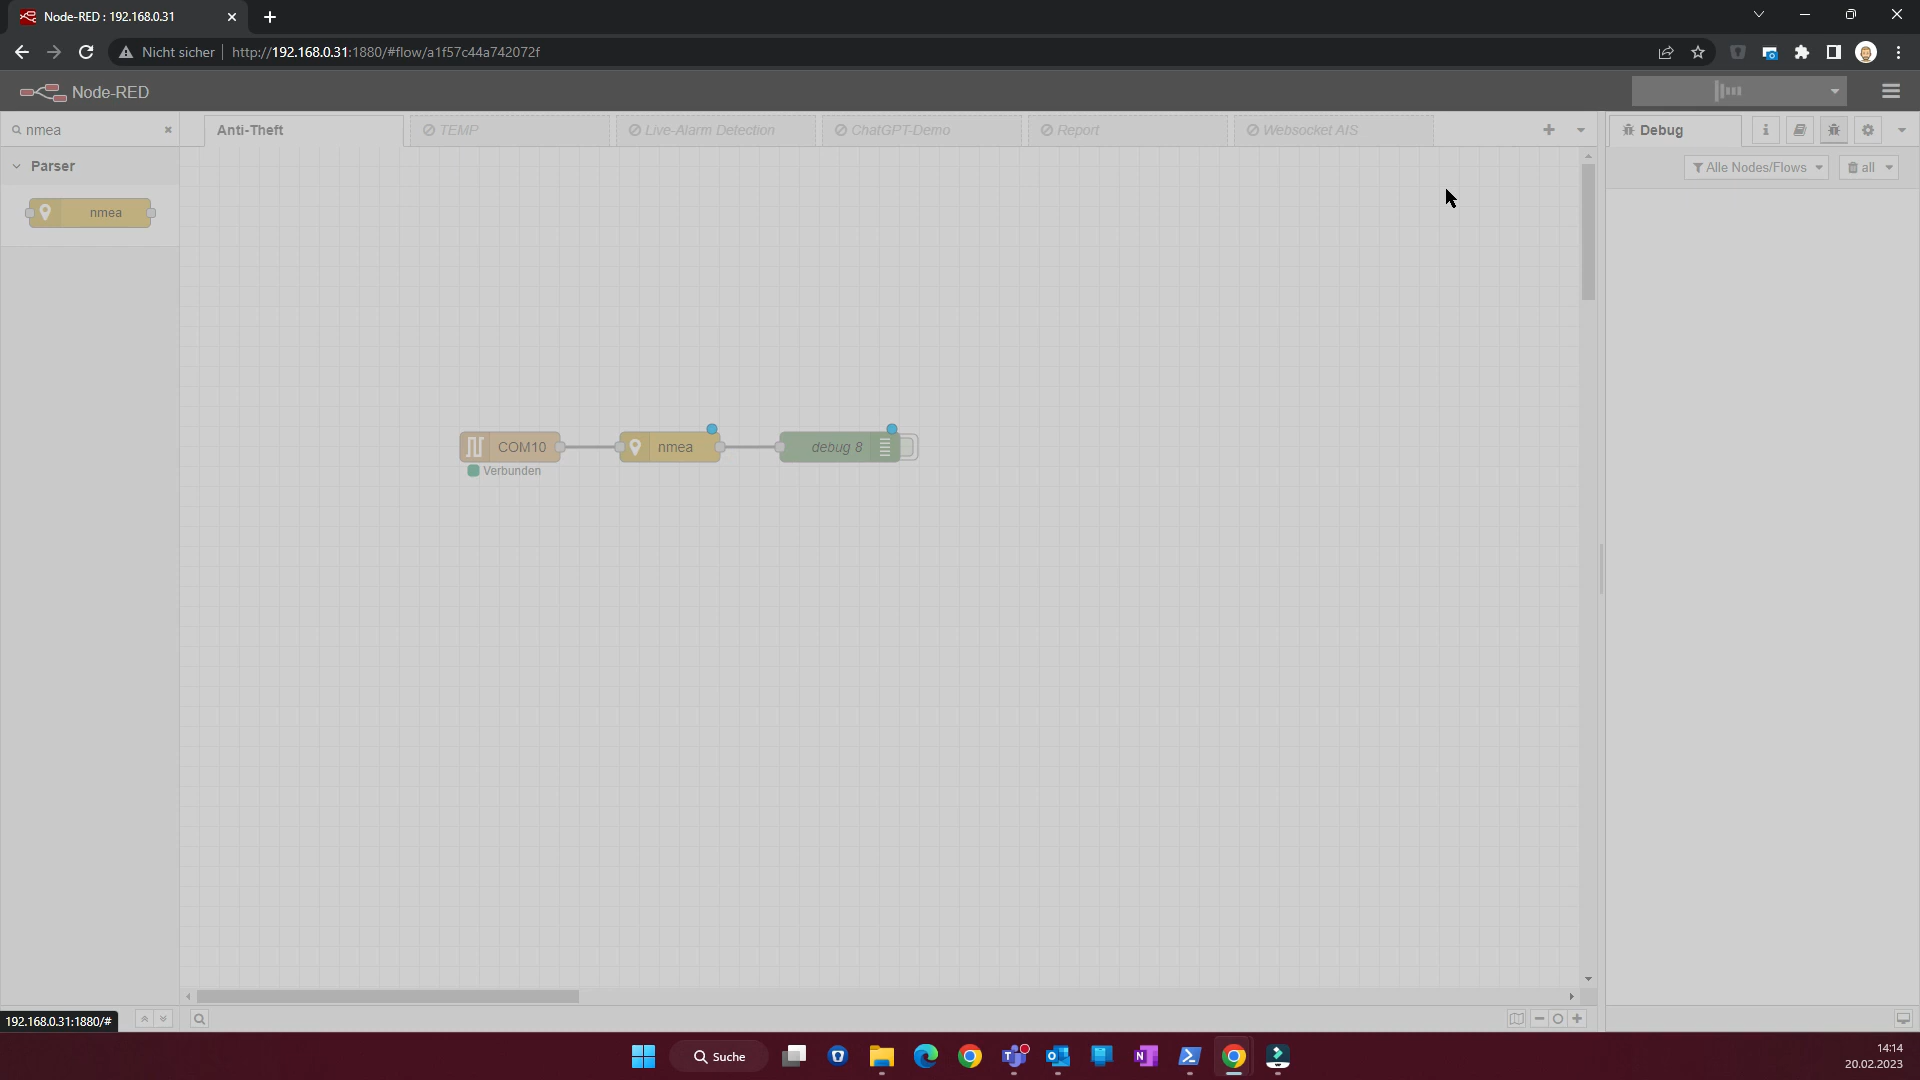 Node-RED : 192.168.0.31
Nicht sicher
http://192.168.0.31:1880/#flow/a1f57c44a742072f
Node-RED
nmea
Anti-Theft
TEMP
Live-Alarm Detection
ChatGPT-Demo
Report
Websocket AIS
Debug
Parser
Alle Nodes/Flows
all
nmea
COM10
nmea
debug 8
Verbunden
192.168.0.31:1880/#
Suche
14:14
20.02.2023